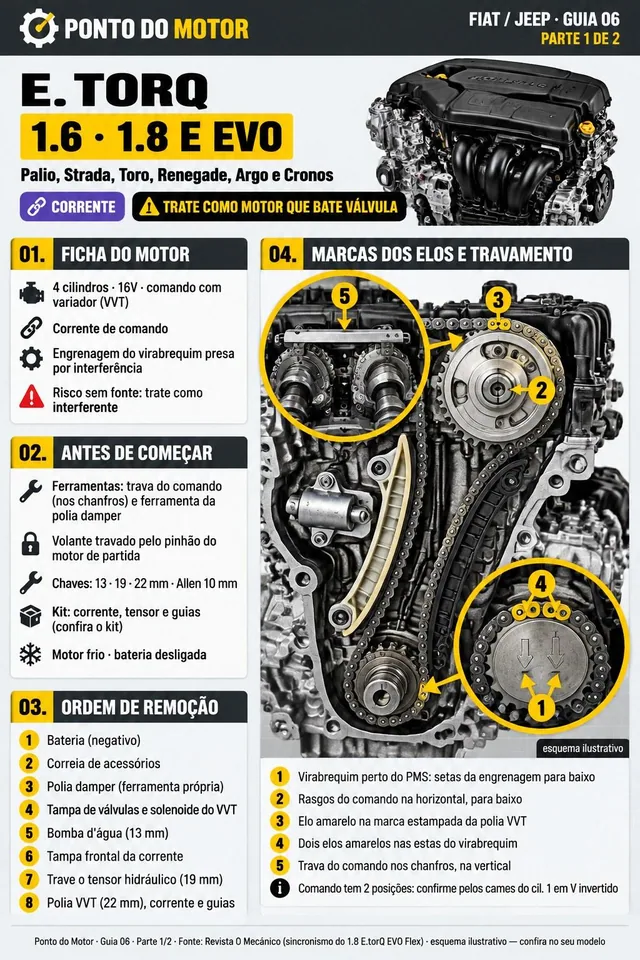 PONTO DO MOTOR
FIAT / JEEP · GUIA 06
PARTE 1 DE 2
E. TORQ
1.6 · 1.8 E EVO
Palio, Strada, Toro, Renegade, Argo e Cronos
CORRENTE
TRATE COMO MOTOR QUE BATE VÁLVULA
01. FICHA DO MOTOR
4 cilindros · 16V · comando com
variador (VVT)
Corrente de comando
Engrenagem do virabrequim presa
por interferência
Risco sem fonte: trate como
interferente
02. ANTES DE COMEÇAR
Ferramentas: trava do comando
(nos chanfros) e ferramenta da
polia damper
Volante travado pelo pinhão do
motor de partida
Chaves: 13 · 19 · 22 mm · Allen 10 mm
Kit: corrente, tensor e guias
(confira o kit)
Motor frio · bateria desligada
03. ORDEM DE REMOÇÃO
1 Bateria (negativo)
2 Correia de acessórios
3 Polia damper (ferramenta própria)
4 Tampa de válvulas e solenoide do VVT
5 Bomba d'água (13 mm)
6 Tampa frontal da corrente
7 Trave o tensor hidráulico (19 mm)
8 Polia VVT (22 mm), corrente e guias
04. MARCAS DOS ELOS E TRAVAMENTO
5
3
2
4
1
esquema ilustrativo
1 Virabrequim perto do PMS: setas da engrenagem para baixo
2 Rasgos do comando na horizontal, para baixo
3 Elo amarelo na marca estampada da polia VVT
4 Dois elos amarelos nas estas do virabrequim
5 Trava do comando nos chanfros, na vertical
i Comando tem 2 posições: confirme pelos cames do cil. 1 em V invertido
Ponto do Motor · Guia 06 · Parte 1/2 · Fonte: Revista O Mecânico (sincronismo do 1.8 E.torQ EVO Flex) · esquema ilustrativo — confira no seu modelo